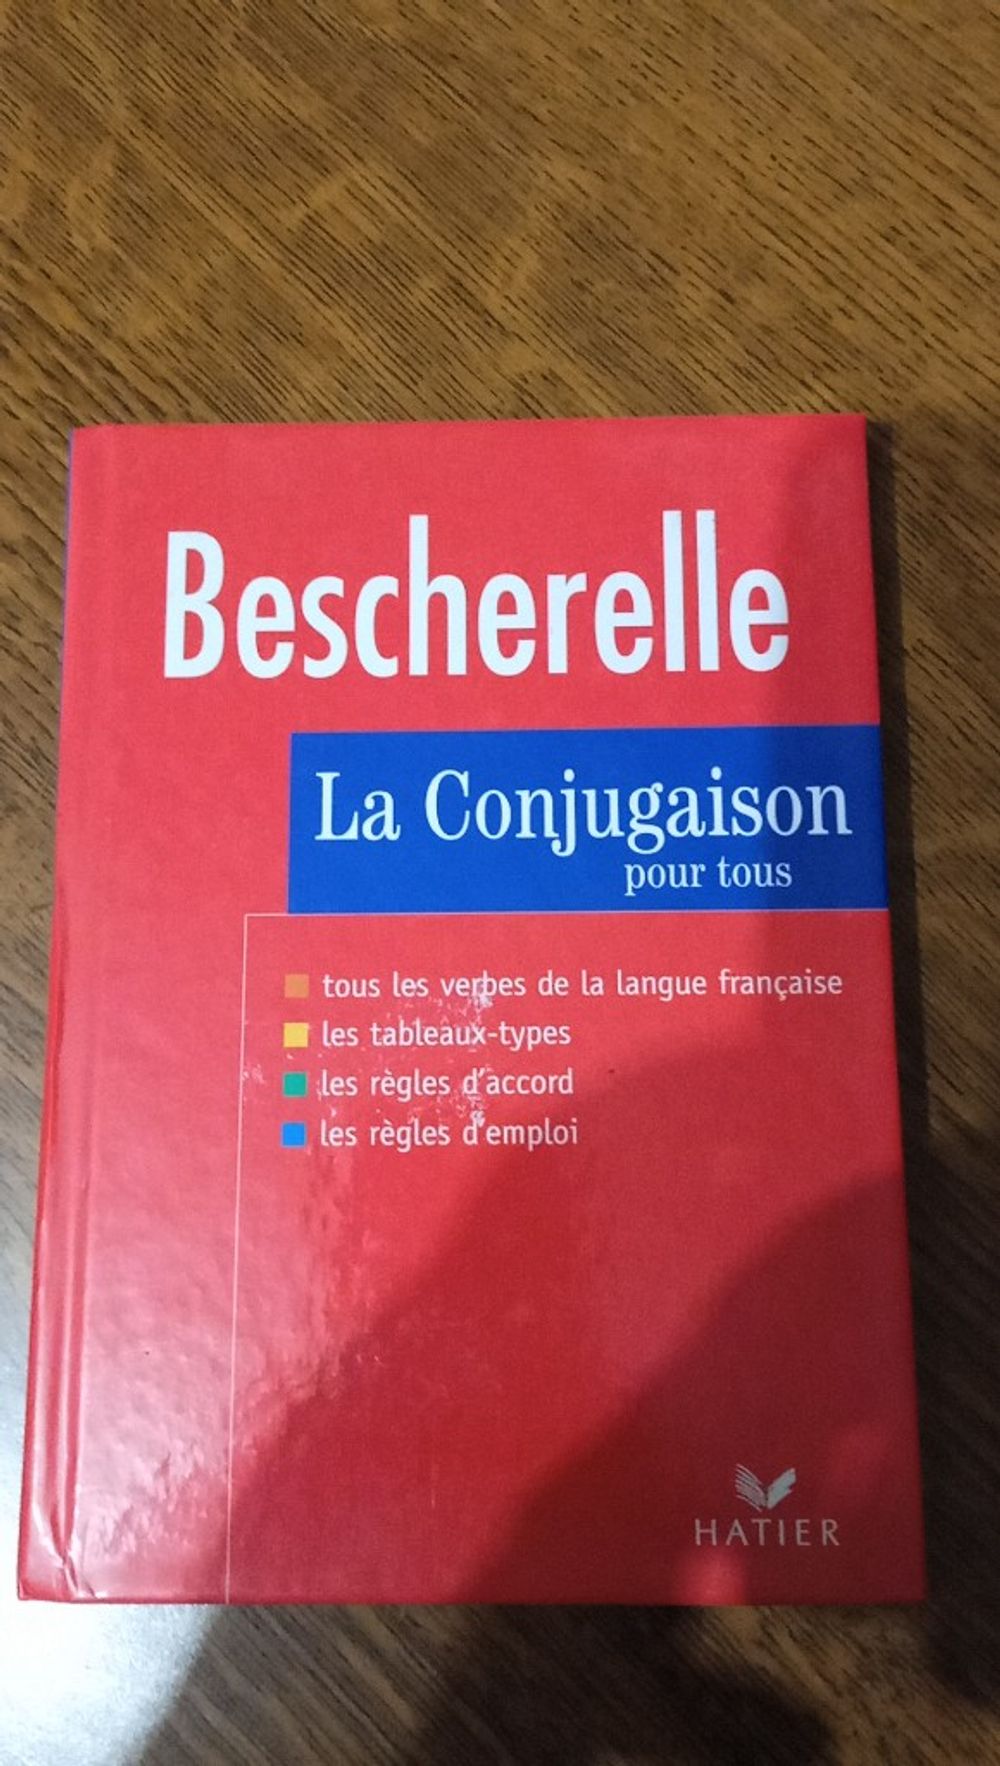 Bescherelle
La Conjugaison
pour tous
tous les verbes de la langue française
les tableaux-types
les règles d'accord
les règles d'emploi
HATIER